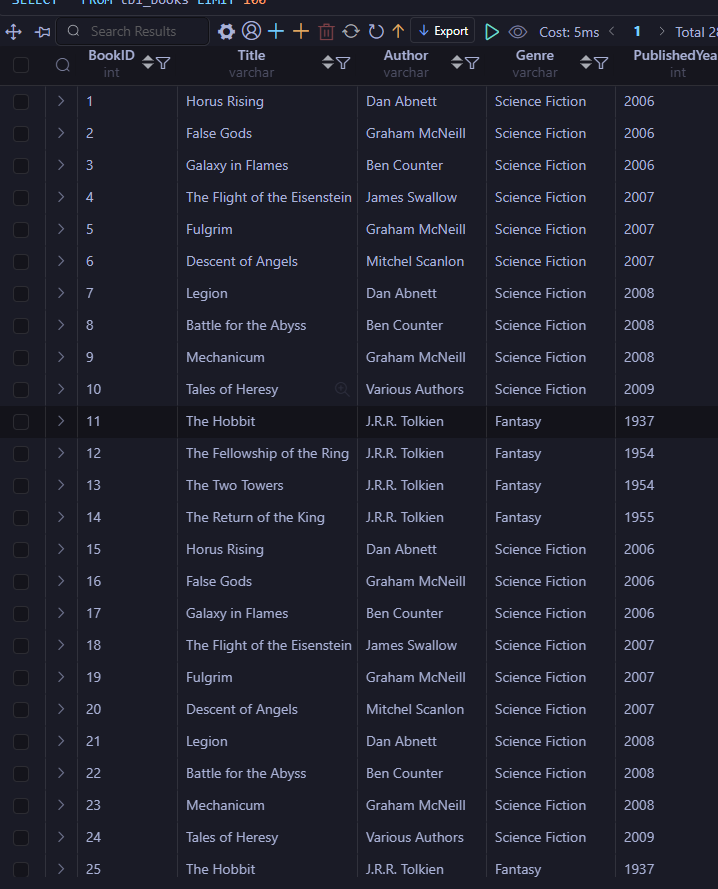 SELECT * FROM tbl_books LIMIT 100
Search Results Export Cost: 5ms 1 Total 28
BookID Title Author Genre PublishedYea
int varchar varchar varchar int
1 Horus Rising Dan Abnett Science Fiction 2006
2 False Gods Graham McNeill Science Fiction 2006
3 Galaxy in Flames Ben Counter Science Fiction 2006
4 The Flight of the Eisenstein James Swallow Science Fiction 2007
5 Fulgrim Graham McNeill Science Fiction 2007
6 Descent of Angels Mitchel Scanlon Science Fiction 2007
7 Legion Dan Abnett Science Fiction 2008
8 Battle for the Abyss Ben Counter Science Fiction 2008
9 Mechanicum Graham McNeill Science Fiction 2008
10 Tales of Heresy Various Authors Science Fiction 2009
11 The Hobbit J.R.R. Tolkien Fantasy 1937
12 The Fellowship of the Ring J.R.R. Tolkien Fantasy 1954
13 The Two Towers J.R.R. Tolkien Fantasy 1954
14 The Return of the King J.R.R. Tolkien Fantasy 1955
15 Horus Rising Dan Abnett Science Fiction 2006
16 False Gods Graham McNeill Science Fiction 2006
17 Galaxy in Flames Ben Counter Science Fiction 2006
18 The Flight of the Eisenstein James Swallow Science Fiction 2007
19 Fulgrim Graham McNeill Science Fiction 2007
20 Descent of Angels Mitchel Scanlon Science Fiction 2007
21 Legion Dan Abnett Science Fiction 2008
22 Battle for the Abyss Ben Counter Science Fiction 2008
23 Mechanicum Graham McNeill Science Fiction 2008
24 Tales of Heresy Various Authors Science Fiction 2009
25 The Hobbit J.R.R. Tolkien Fantasy 1937